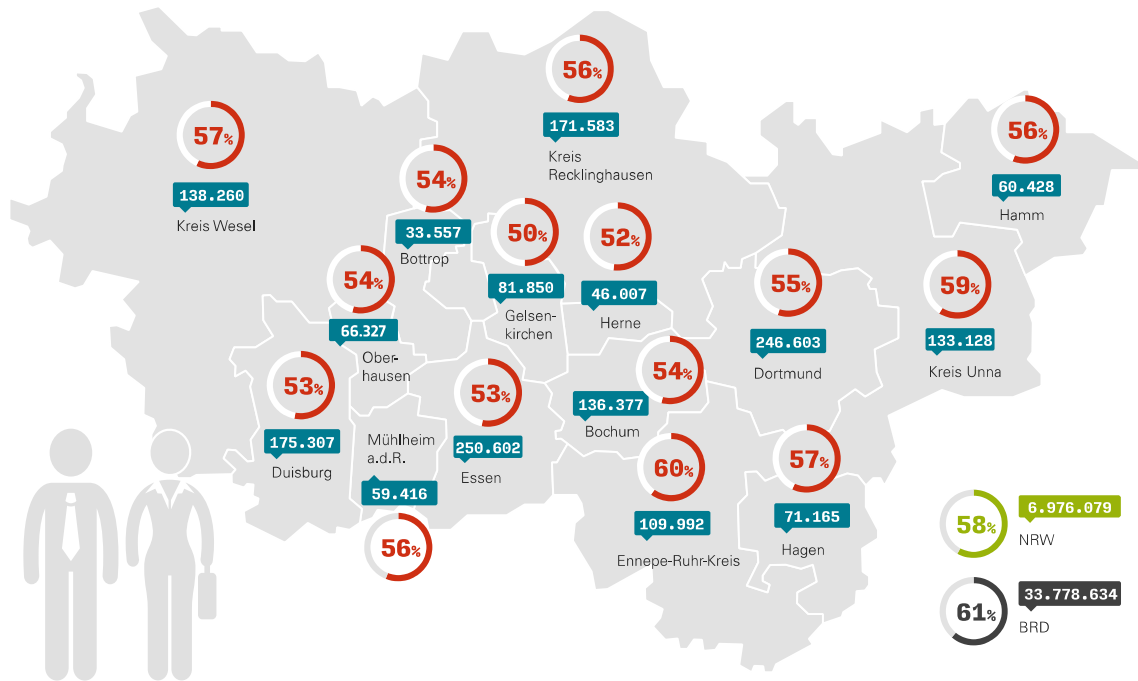 56%
171.583
Kreis
Recklinghausen
57%
138.260
Kreis Wesel
56%
60.428
Hamm
54%
33.557
Bottrop
50%
81.850
Gelsen-
kirchen
52%
46.007
Herne
54%
66.327
Ober-
hausen
55%
246.603
Dortmund
59%
133.128
Kreis Unna
53%
175.307
Duisburg
Mühlheim
a.d.R.
59.416
56%
53%
250.602
Essen
54%
136.377
Bochum
60%
109.992
Ennepe-Ruhr-Kreis
57%
71.165
Hagen
58%
6.976.079
NRW
61%
33.778.634
BRD